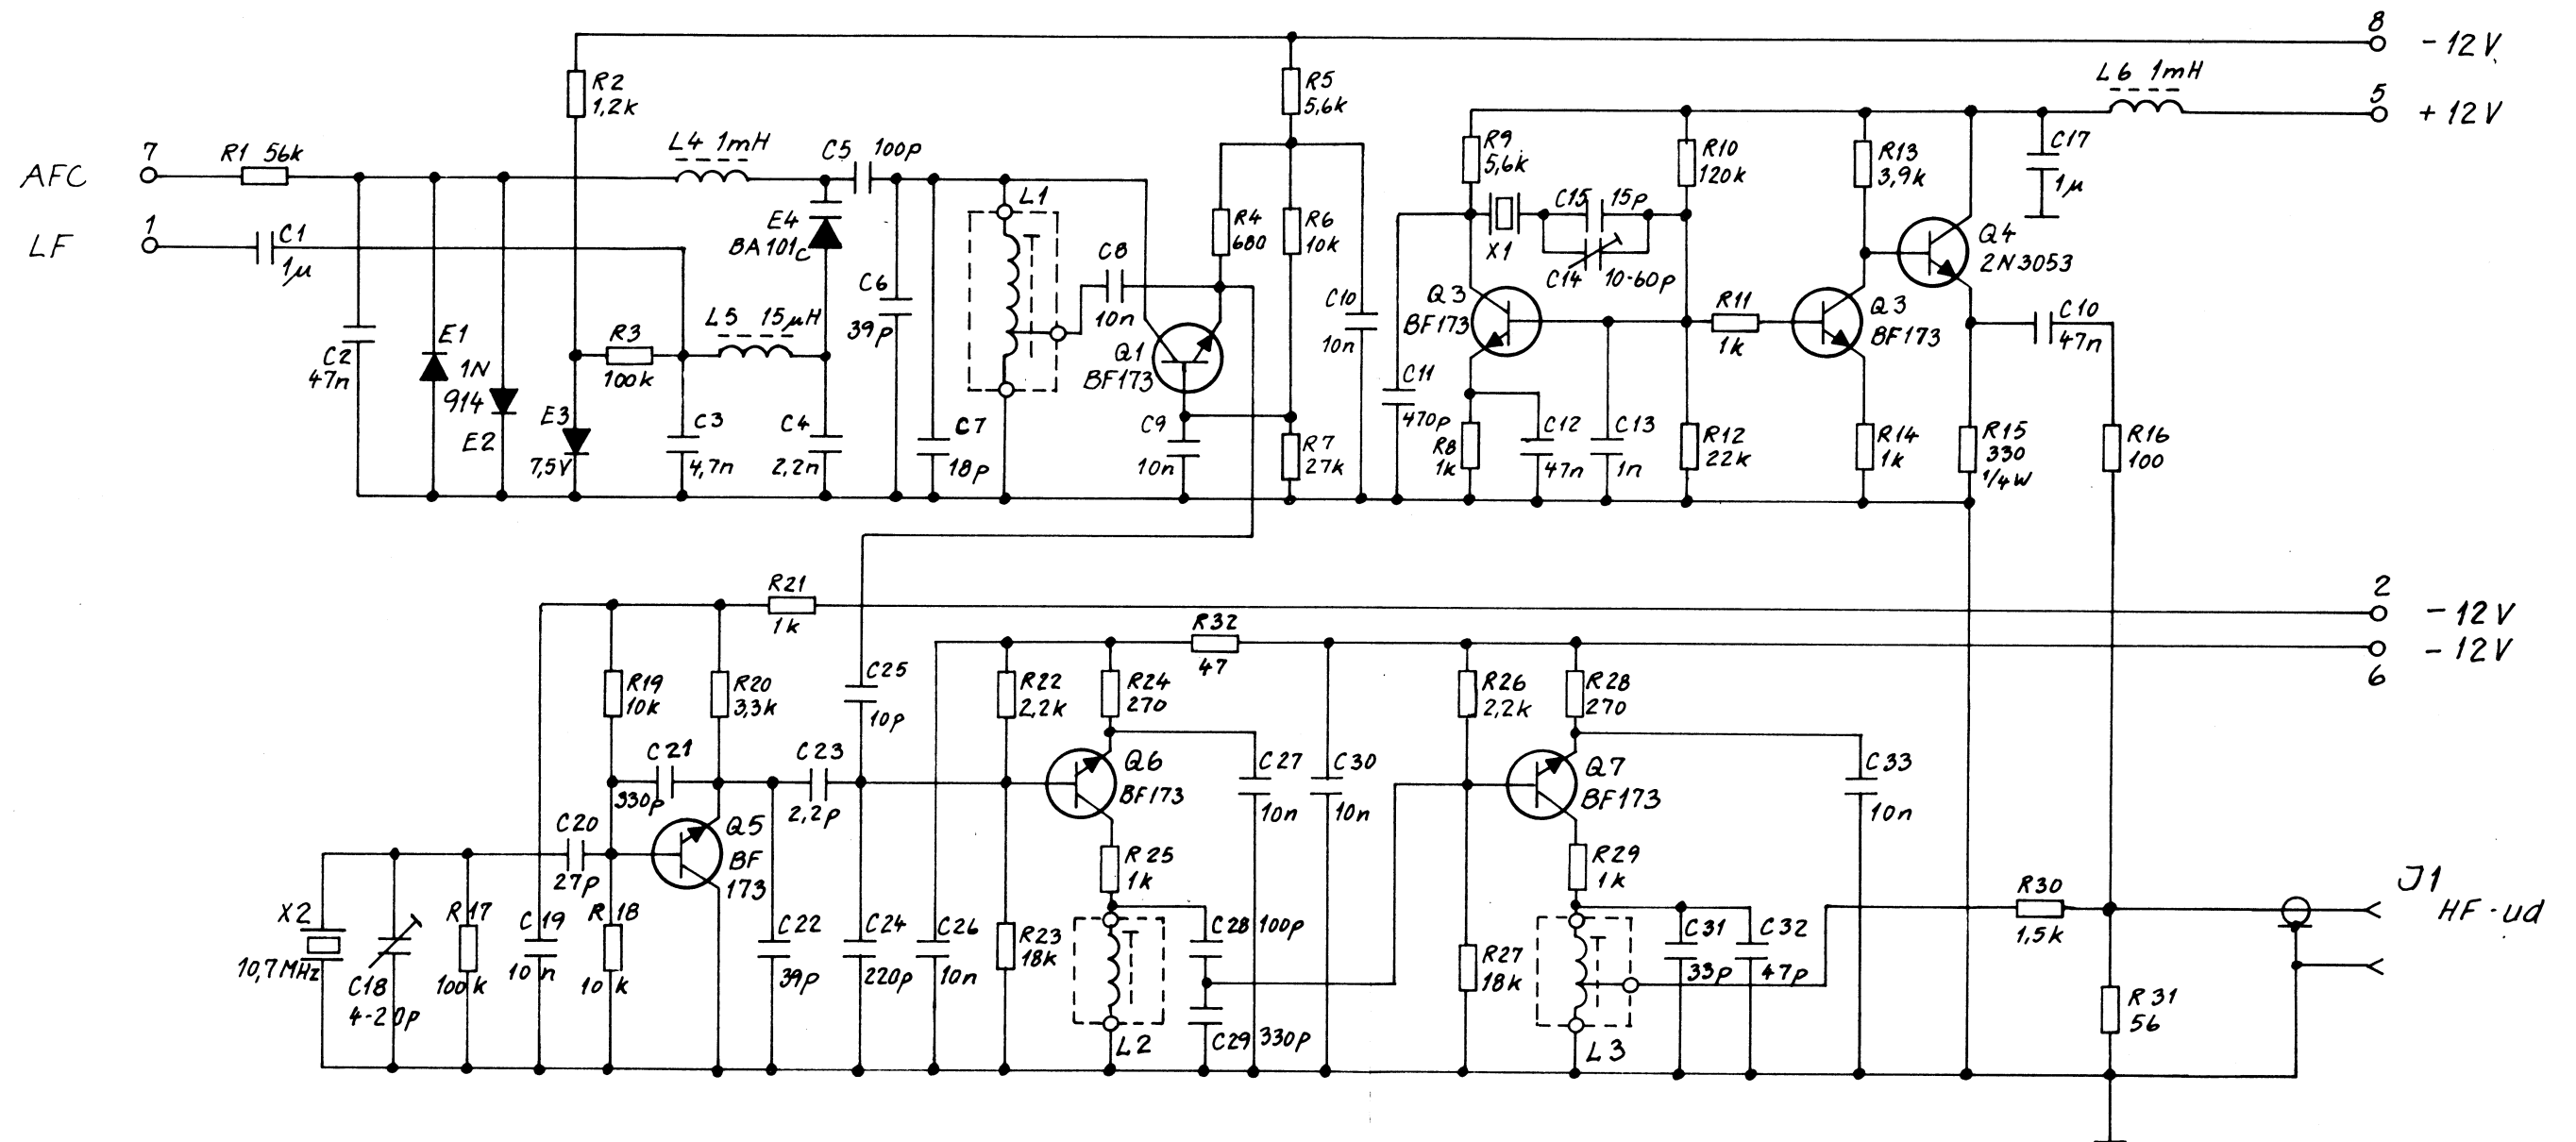 8
- 12 V
L6 1mH
5
+ 12 V
R2
1,2k
R5
5,6k
AFC
7
R1 56k
L4 1mH
C5 100p
R9
5,6k
R10
120k
R13
3,9k
C17
1µ
LF
1
C1
1µ
E4
BA101C
L1
R4
680
R6
10k
X1
C15 15p
C14 10-60p
Q4
2N3053
C6
39p
C8
10n
C10
10n
Q3
BF173
R11
1k
Q3
BF173
C10
47n
C2
47n
E1
1N
914
E2
R3
100k
L5 15µH
Q1
BF173
C11
470p
E3
7,5V
C3
4,7n
C4
2,2n
C7
18p
C9
10n
R7
27k
R8
1k
C12
47n
C13
1n
R12
22k
R14
1k
R15
330
1/4W
R16
100
R21
1k
2
- 12 V
R32
47
- 12 V
6
R19
10k
R20
3,3k
C25
10p
R22
2,2k
R24
270
R26
2,2k
R28
270
C21
330p
C23
2,2p
Q6
BF173
C27
10n
C30
10n
Q7
BF173
C33
10n
C20
27p
Q5
BF
173
R25
1k
R29
1k
R30
1,5k
J1
HF-ud
X2
10,7MHz
C18
4-20p
R17
100k
C19
10n
R18
10k
C22
39p
C24
220p
C26
10n
R23
18k
C28 100p
C29 330p
L2
R27
18k
C31
33p
C32
47p
L3
R31
56